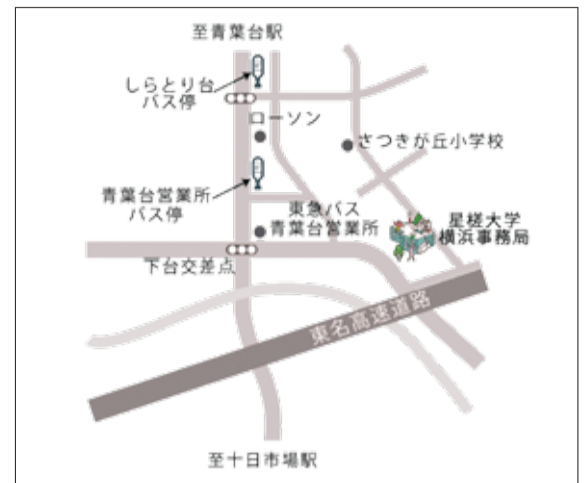 至青葉台駅
しらとり台
バス停
ローソン
さつきが丘小学校
青葉台営業所
バス停
東急バス
青葉台営業所
星槎大学
横浜事務局
下台交差点
東名高速道路
至十日市場駅